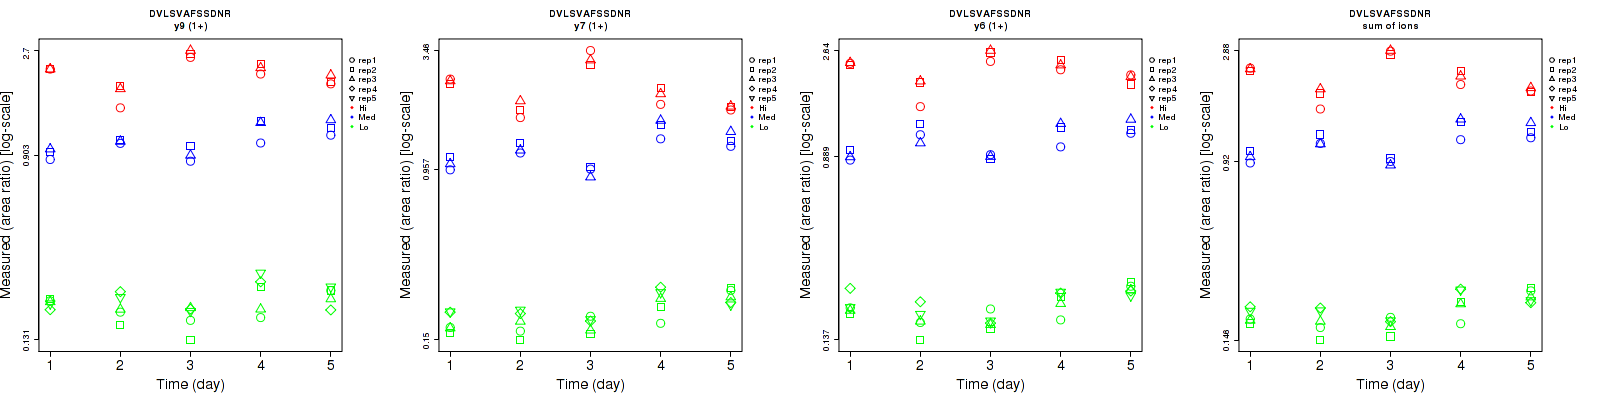 DVLSVAFSSDNR
y9 (1+)
Measured (area ratio) [log-scale]
2.7
0.903
0.131
1 2 3 4 5
Time (day)
rep1
rep2
rep3
rep4
rep5
Hi
Med
Lo
DVLSVAFSSDNR
y7 (1+)
Measured (area ratio) [log-scale]
3.46
0.957
0.15
1 2 3 4 5
Time (day)
rep1
rep2
rep3
rep4
rep5
Hi
Med
Lo
DVLSVAFSSDNR
y6 (1+)
Measured (area ratio) [log-scale]
2.64
0.889
0.137
1 2 3 4 5
Time (day)
rep1
rep2
rep3
rep4
rep5
Hi
Med
Lo
DVLSVAFSSDNR
sum of ions
Measured (area ratio) [log-scale]
2.88
0.92
0.146
1 2 3 4 5
Time (day)
rep1
rep2
rep3
rep4
rep5
Hi
Med
Lo